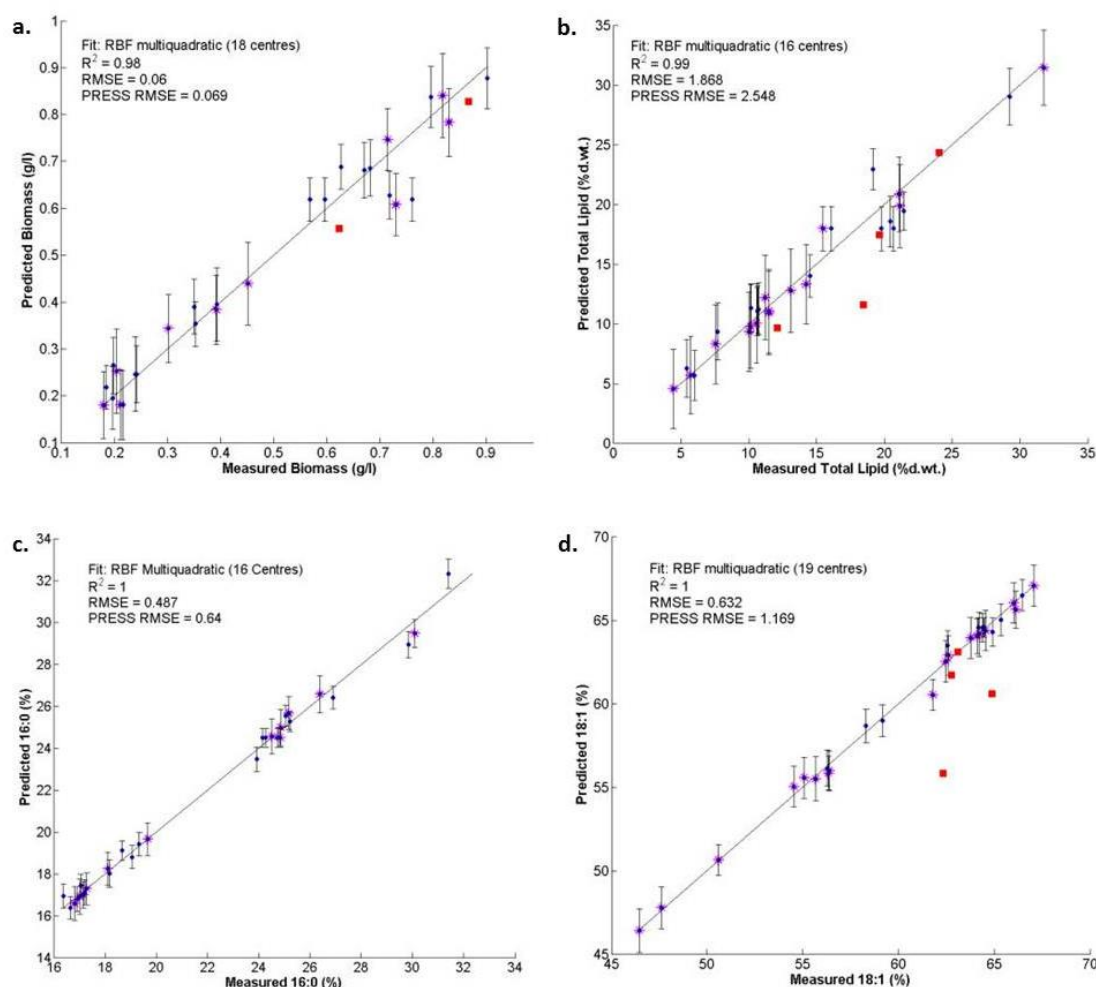 a.
Fit: RBF multiquadratic (18 centres)
R² = 0.98
RMSE = 0.06
PRESS RMSE = 0.069
Predicted Biomass (g/l)
1
0.9
0.8
0.7
0.6
0.5
0.4
0.3
0.2
0.1
0.1 0.2 0.3 0.4 0.5 0.6 0.7 0.8 0.9
Measured Biomass (g/l)
b.
Fit: RBF multiquadratic (16 centres)
R² = 0.99
RMSE = 1.868
PRESS RMSE = 2.548
Predicted Total Lipid (%d.wt.)
35
30
25
20
15
10
5
0
0 5 10 15 20 25 30 35
Measured Total Lipid (%d.wt.)
c.
Fit: RBF Multiquadratic (16 Centres)
R² = 1
RMSE = 0.487
PRESS RMSE = 0.64
Predicted 16:0 (%)
34
32
30
28
26
24
22
20
18
16
14
16 18 20 22 24 26 28 30 32 34
Measured 16:0 (%)
d.
Fit: RBF multiquadratic (19 centres)
R² = 1
RMSE = 0.632
PRESS RMSE = 1.169
Predicted 18:1 (%)
70
65
60
55
50
45
45 50 55 60 65 70
Measured 18:1 (%)